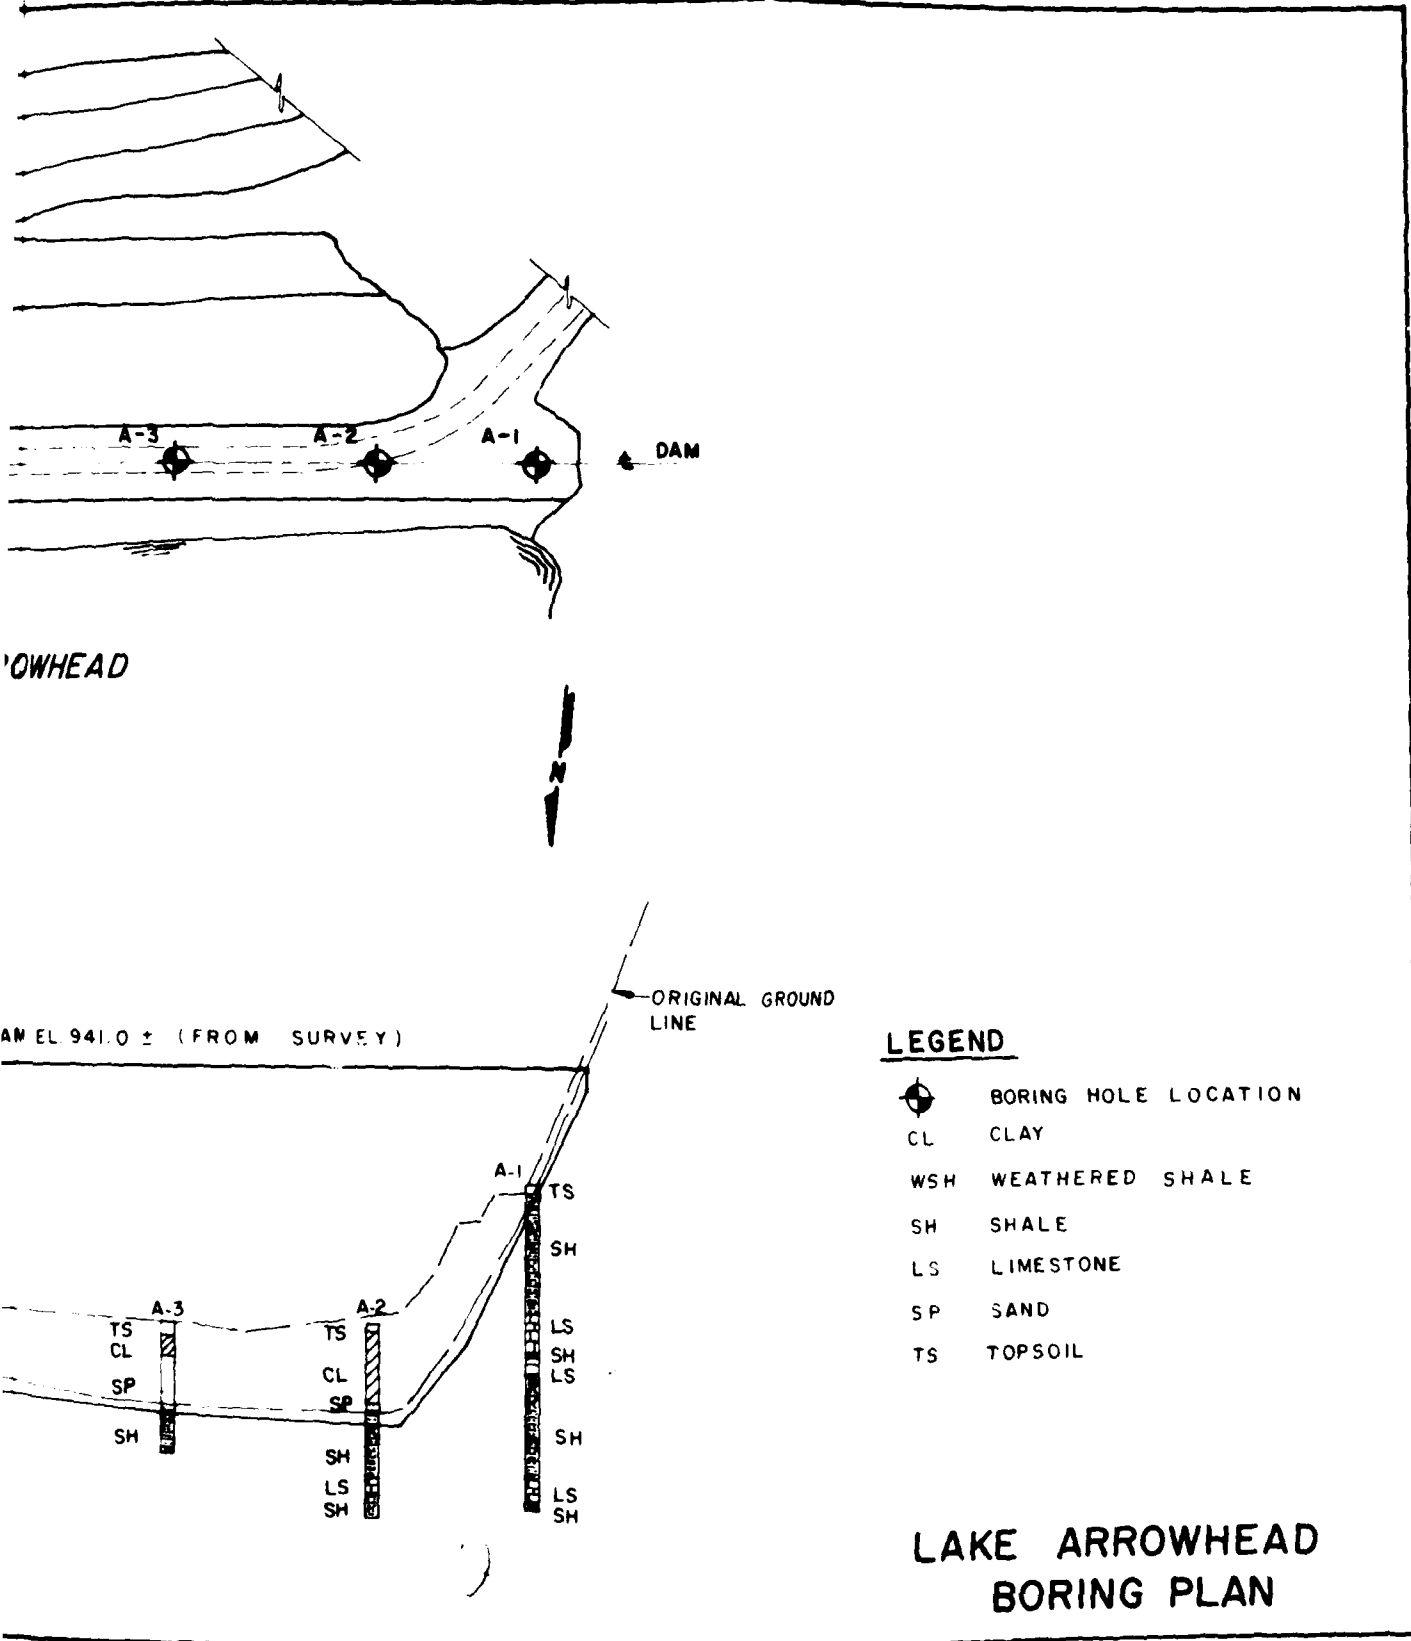 A-3
A-2
A-1
℄ DAM
OWHEAD
N
ORIGINAL GROUND
LINE
EL. 941.0 ± (FROM SURVEY)
LEGEND
BORING HOLE LOCATION
CL CLAY
WSH WEATHERED SHALE
SH SHALE
LS LIMESTONE
SP SAND
TS TOPSOIL
A-1
TS
SH
LS
SH
LS
SH
LS
SH
A-2
TS
CL
SP
SH
LS
SH
A-3
TS
CL
SP
SH
LAKE ARROWHEAD
BORING PLAN